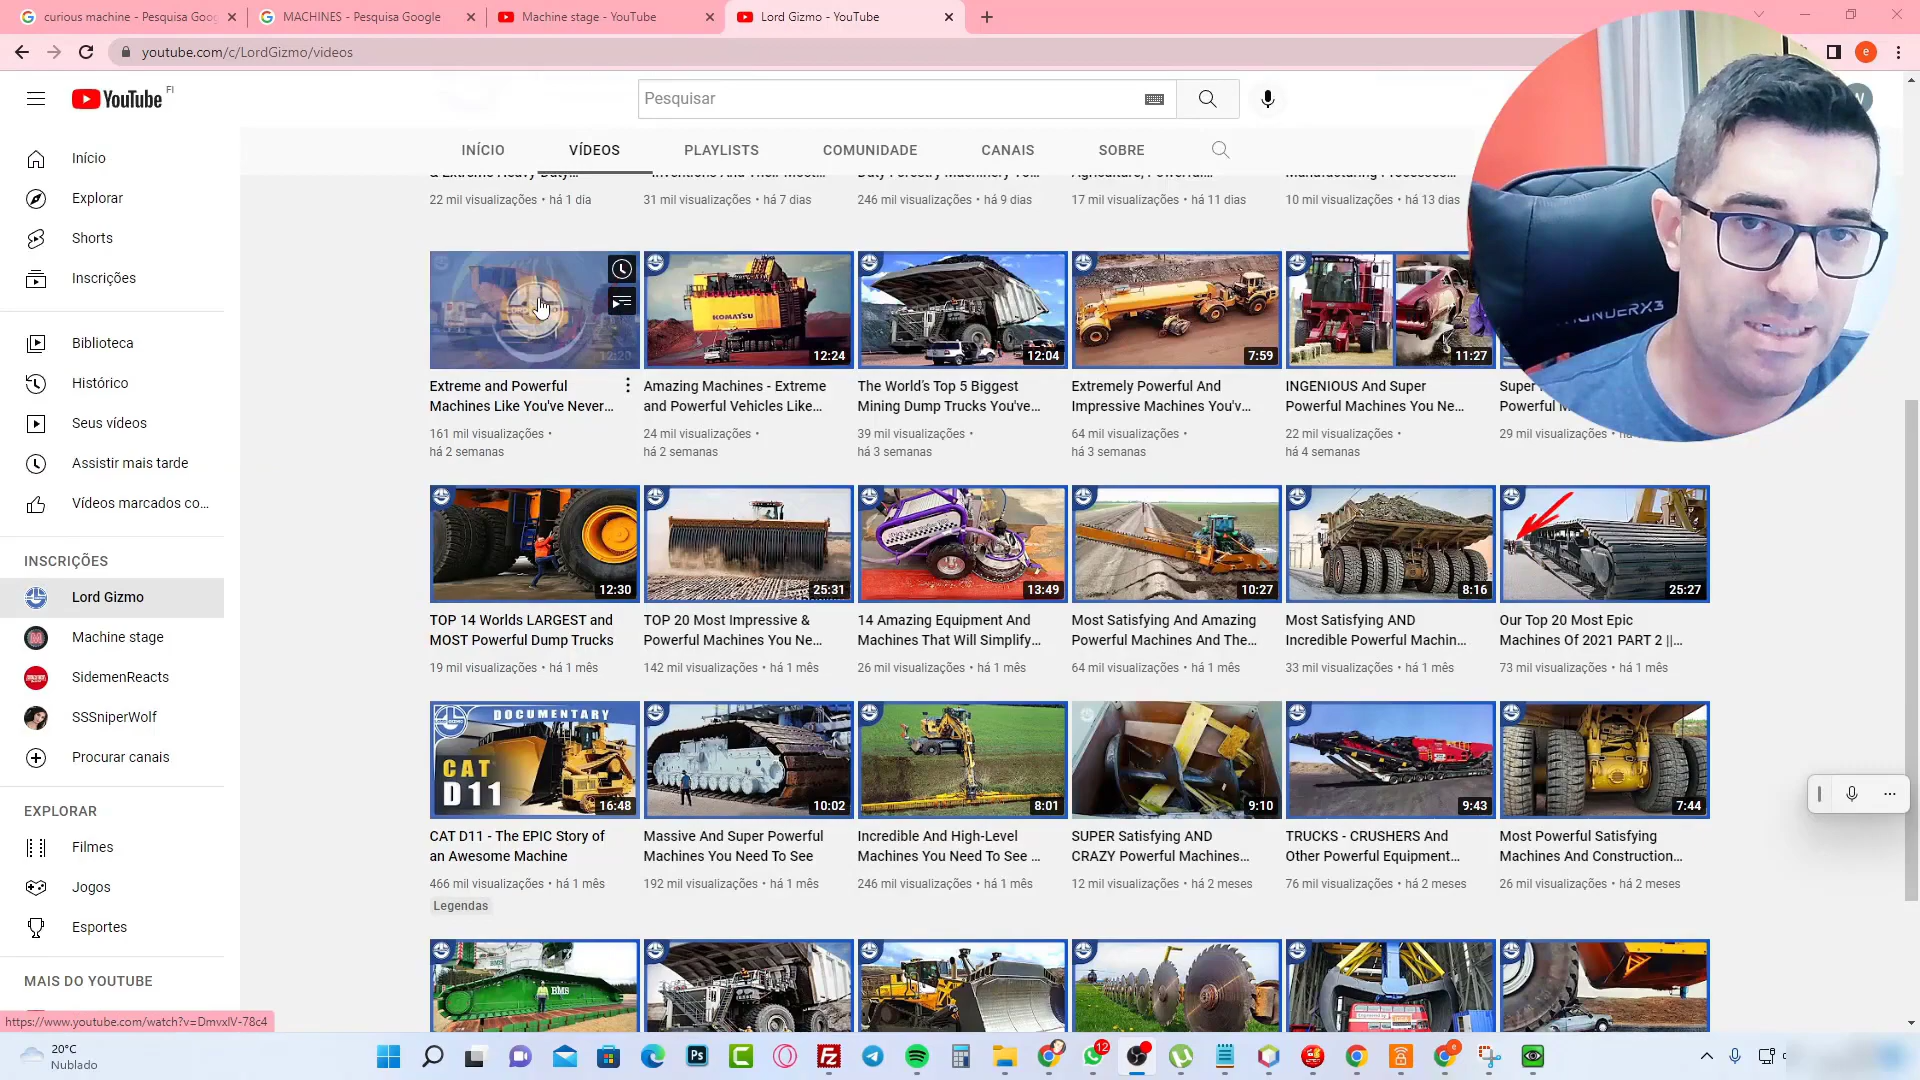 curious machine - Pesquisa Goog
MACHINES - Pesquisa Google
Machine stage - YouTube
Lord Gizmo - YouTube
youtube.com/c/LordGizmo/videos
e
YouTube
FI
Pesquisar
INÍCIO
VÍDEOS
PLAYLISTS
COMUNIDADE
CANAIS
SOBRE
Início
Explorar
Shorts
Inscrições
Biblioteca
Histórico
Seus vídeos
Assistir mais tarde
Vídeos marcados co...
INSCRIÇÕES
Lord Gizmo
Machine stage
SidemenReacts
SSSniperWolf
Procurar canais
EXPLORAR
Filmes
Jogos
Esportes
MAIS DO YOUTUBE
22 mil visualizações • há 1 dia
31 mil visualizações • há 7 dias
246 mil visualizações • há 9 dias
17 mil visualizações • há 11 dias
10 mil visualizações • há 13 dias
KOMATSU
12:20
12:24
12:04
7:59
11:27
THUNDERX3
Extreme and Powerful
Machines Like You've Never...
161 mil visualizações •
há 2 semanas
Amazing Machines - Extreme
and Powerful Vehicles Like...
24 mil visualizações •
há 2 semanas
The World's Top 5 Biggest
Mining Dump Trucks You've...
39 mil visualizações •
há 3 semanas
Extremely Powerful And
Impressive Machines You'v...
64 mil visualizações •
há 3 semanas
INGENIOUS And Super
Powerful Machines You Ne...
22 mil visualizações •
há 4 semanas
Super
Powerful M
29 mil visualizações •
12:30
25:31
13:49
10:27
8:16
25:27
TOP 14 Worlds LARGEST and
MOST Powerful Dump Trucks
19 mil visualizações • há 1 mês
TOP 20 Most Impressive &
Powerful Machines You Ne...
142 mil visualizações • há 1 mês
14 Amazing Equipment And
Machines That Will Simplify...
26 mil visualizações • há 1 mês
Most Satisfying And Amazing
Powerful Machines And The...
64 mil visualizações • há 1 mês
Most Satisfying AND
Incredible Powerful Machin...
33 mil visualizações • há 1 mês
Our Top 20 Most Epic
Machines Of 2021 PART 2 ||...
73 mil visualizações • há 1 mês
DOCUMENTARY
CAT
D11
16:48
10:02
8:01
9:10
9:43
7:44
CAT D11 - The EPIC Story of
an Awesome Machine
466 mil visualizações • há 1 mês
Legendas
Massive And Super Powerful
Machines You Need To See
192 mil visualizações • há 1 mês
Incredible And High-Level
Machines You Need To See ...
246 mil visualizações • há 1 mês
SUPER Satisfying AND
CRAZY Powerful Machines...
12 mil visualizações • há 2 meses
TRUCKS - CRUSHERS And
Other Powerful Equipment...
76 mil visualizações • há 2 meses
Most Powerful Satisfying
Machines And Construction...
26 mil visualizações • há 2 meses
BMS
https://www.youtube.com/watch?v=DmvxlV-78c4
20°C
Nublado
Ps
C
Fz
12
e